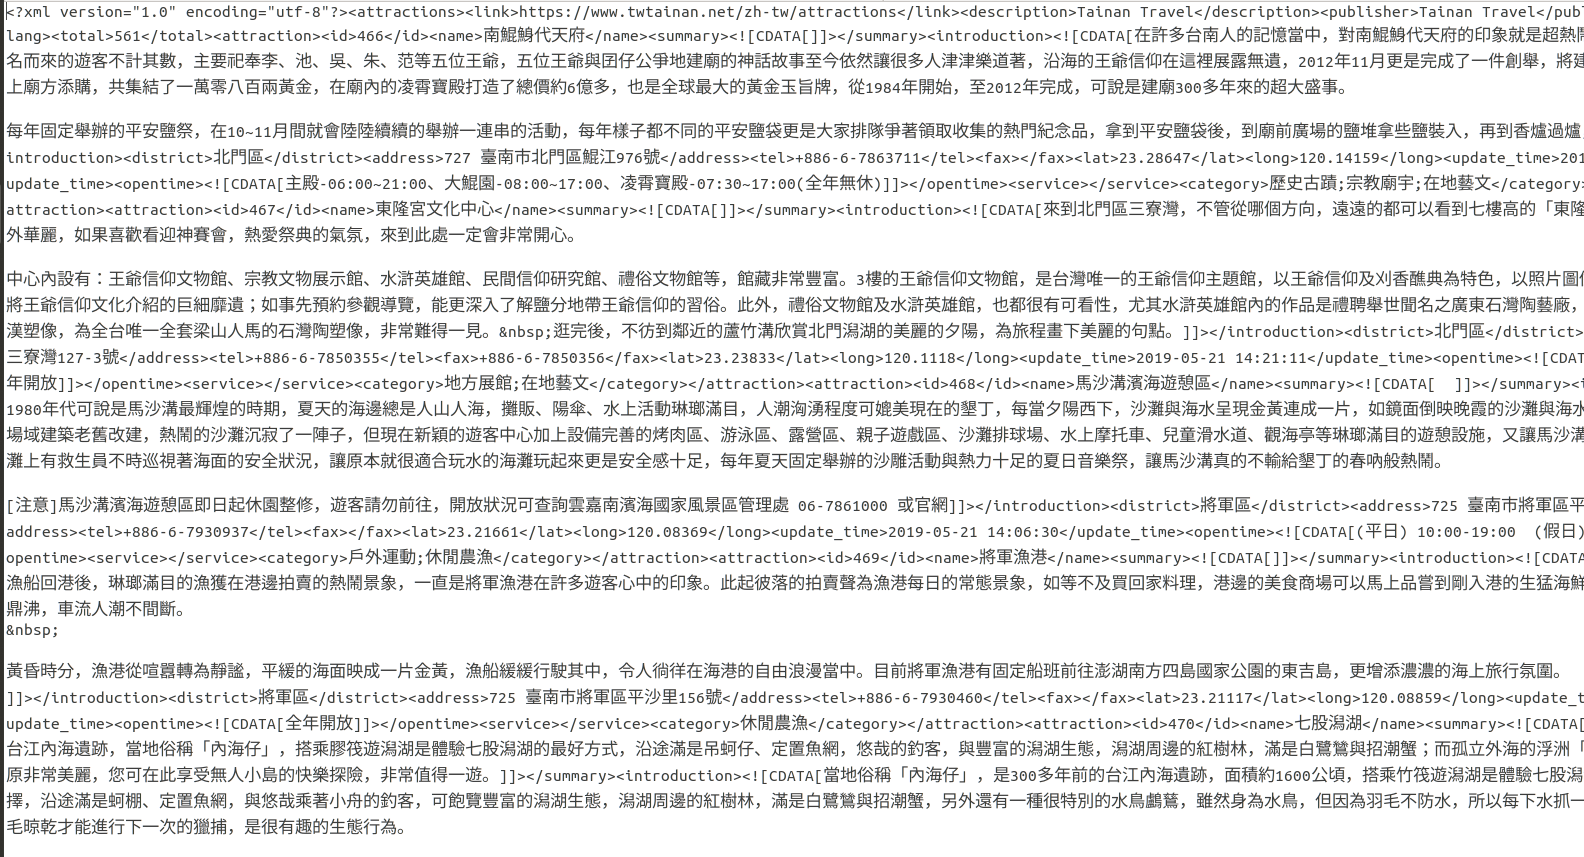 <?xml version="1.0" encoding="utf-8"?><attractions><link>https://www.twtainan.net/zh-tw/attractions</link><description>Tainan Travel</description><publisher>Tainan Travel</publ
lang><total>561</total><attraction><id>466</id><name>南鯤鯓代天府</name><summary><![CDATA[]]></summary><introduction><![CDATA[在許多台南人的記憶當中，對南鯤鯓代天府的印象就是超熱鬧
名而來的遊客不計其數，主要祀奉李、池、吳、朱、范等五位王爺，五位王爺與囝仔公爭地建廟的神話故事至今依然讓很多人津津樂道著，沿海的王爺信仰在這裡展露無遺，2012年11月更是完成了一件創舉，將建
上廟方添購，共集結了一萬零八百兩黃金，在廟內的凌霄寶殿打造了總價約6億多，也是全球最大的黃金玉旨牌，從1984年開始，至2012年完成，可說是建廟300多年來的超大盛事。
每年固定舉辦的平安鹽祭，在10~11月間就會陸陸續續的舉辦一連串的活動，每年樣子都不同的平安鹽袋更是大家排隊爭著領取收集的熱門紀念品，拿到平安鹽袋後，到廟前廣場的鹽堆拿些鹽裝入，再到香爐過爐
introduction><district>北門區</district><address>727 臺南市北門區鯤江976號</address><tel>+886-6-7863711</tel><fax></fax><lat>23.28647</lat><long>120.14159</long><update_time>201
update_time><opentime><![CDATA[主殿-06:00~21:00、大鯤園-08:00~17:00、凌霄寶殿-07:30~17:00(全年無休)]]></opentime><service></service><category>歷史古蹟;宗教廟宇;在地藝文</category>
attraction><attraction><id>467</id><name>東隆宮文化中心</name><summary><![CDATA[]]></summary><introduction><![CDATA[來到北門區三寮灣，不管從哪個方向，遠遠的都可以看到七樓高的「東隆
外華麗，如果喜歡看迎神賽會，熱愛祭典的氣氛，來到此處一定會非常開心。
中心內設有：王爺信仰文物館、宗教文物展示館、水滸英雄館、民間信仰研究館、禮俗文物館等，館藏非常豐富。3樓的王爺信仰文物館，是台灣唯一的王爺信仰主題館，以王爺信仰及刈香醮典為特色，以照片圖
將王爺信仰文化介紹的巨細靡遺；如事先預約參觀導覽，能更深入了解鹽分地帶王爺信仰的習俗。此外，禮俗文物館及水滸英雄館，也都很有可看性，尤其水滸英雄館內的作品是禮聘舉世聞名之廣東石灣陶藝廠，
漢塑像，為全台唯一全套梁山人馬的石灣陶塑像，非常難得一見。&nbsp;逛完後，不彷到鄰近的蘆竹溝欣賞北門潟湖的美麗的夕陽，為旅程畫下美麗的句點。]]></introduction><district>北門區</district>
三寮灣127-3號</address><tel>+886-6-7850355</tel><fax>+886-6-7850356</fax><lat>23.23833</lat><long>120.1118</long><update_time>2019-05-21 14:21:11</update_time><opentime><![CDAT
年開放]]></opentime><service></service><category>地方展館;在地藝文</category></attraction><attraction><id>468</id><name>馬沙溝濱海遊憩區</name><summary><![CDATA[  ]]></summary><i
1980年代可說是馬沙溝最輝煌的時期，夏天的海邊總是人山人海，攤販、陽傘、水上活動琳瑯滿目，人潮洶湧程度可媲美現在的墾丁，每當夕陽西下，沙灘與海水呈現金黃連成一片，如鏡面倒映晚霞的沙灘與海水
場域建築老舊改建，熱鬧的沙灘沉寂了一陣子，但現在新穎的遊客中心加上設備完善的烤肉區、游泳區、露營區、親子遊戲區、沙灘排球場、水上摩托車、兒童滑水道、觀海亭等琳瑯滿目的遊憩設施，又讓馬沙溝
灘上有救生員不時巡視著海面的安全狀況，讓原本就很適合玩水的海灘玩起來更是安全感十足，每年夏天固定舉辦的沙雕活動與熱力十足的夏日音樂祭，讓馬沙溝真的不輸給墾丁的春吶般熱鬧。
[注意]馬沙溝濱海遊憩區即日起休園整修，遊客請勿前往，開放狀況可查詢雲嘉南濱海國家風景區管理處 06-7861000 或官網]]></introduction><district>將軍區</district><address>725 臺南市將軍區平
address><tel>+886-6-7930937</tel><fax></fax><lat>23.21661</lat><long>120.08369</long><update_time>2019-05-21 14:06:30</update_time><opentime><![CDATA[(平日) 10:00-19:00  (假日)
opentime><service></service><category>戶外運動;休閒農漁</category></attraction><attraction><id>469</id><name>將軍漁港</name><summary><![CDATA[]]></summary><introduction><![CDATA
漁船回港後，琳瑯滿目的漁獲在港邊拍賣的熱鬧景象，一直是將軍漁港在許多遊客心中的印象。此起彼落的拍賣聲為漁港每日的常態景象，如等不及買回家料理，港邊的美食商場可以馬上品嘗到剛入港的生猛海鮮
鼎沸，車流人潮不間斷。
&nbsp;
黃昏時分，漁港從喧囂轉為靜謐，平緩的海面映成一片金黃，漁船緩緩行駛其中，令人徜徉在海港的自由浪漫當中。目前將軍漁港有固定船班前往澎湖南方四島國家公園的東吉島，更增添濃濃的海上旅行氛圍。
]]></introduction><district>將軍區</district><address>725 臺南市將軍區平沙里156號</address><tel>+886-6-7930460</tel><fax></fax><lat>23.21117</lat><long>120.08859</long><update_t
update_time><opentime><![CDATA[全年開放]]></opentime><service></service><category>休閒農漁</category></attraction><attraction><id>470</id><name>七股潟湖</name><summary><![CDATA[
台江內海遺跡，當地俗稱「內海仔」，搭乘膠筏遊潟湖是體驗七股潟湖的最好方式，沿途滿是吊蚵仔、定置魚網，悠哉的釣客，與豐富的潟湖生態，潟湖周邊的紅樹林，滿是白鷺鷥與招潮蟹；而孤立外海的浮洲「
原非常美麗，您可在此享受無人小島的快樂探險，非常值得一遊。]]></summary><introduction><![CDATA[當地俗稱「內海仔」，是300多年前的台江內海遺跡，面積約1600公頃，搭乘竹筏遊潟湖是體驗七股潟
擇，沿途滿是蚵棚、定置魚網，與悠哉乘著小舟的釣客，可飽覽豐富的潟湖生態，潟湖周邊的紅樹林，滿是白鷺鷥與招潮蟹，另外還有一種很特別的水鳥鸕鶿，雖然身為水鳥，但因為羽毛不防水，所以每下水抓一
毛晾乾才能進行下一次的獵捕，是很有趣的生態行為。